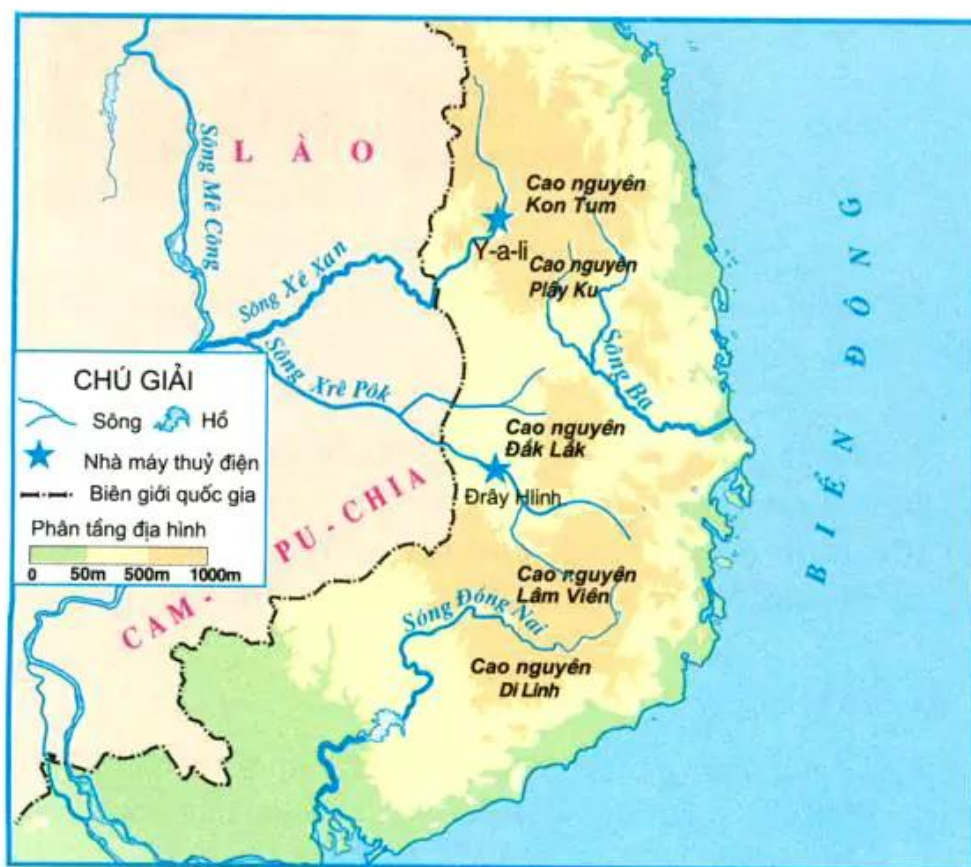 LÀO
Sông Mê Công
Cao nguyên
Kon Tum
Y-a-li
Cao nguyên
Plây Ku
Sông Xê Xan
Sông Xrê Pôk
Sông Ba
BIỂN ĐÔNG
CHÚ GIẢI
Sông
Hồ
Nhà máy thuỷ điện
Biên giới quốc gia
Phân tầng địa hình
0 50m 500m 1000m
Cao nguyên
Đắk Lắk
Đrây Hlinh
CAM-PU-CHIA
Cao nguyên
Lâm Viên
Sông Đồng Nai
Cao nguyên
Di Linh